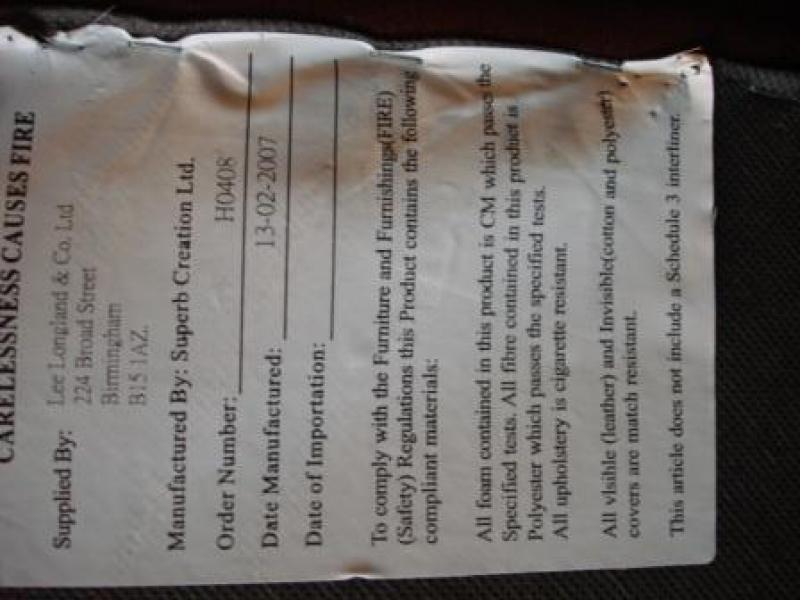 CARELESSNESS CAUSES FIRE
Supplied By: Lee Longland & Co. Ltd
224 Broad Street
Birmingham
B15 1AZ.
Manufactured By: Superb Creation Ltd.
Order Number: H0408
Date Manufactured: 13-02-2007
Date of Importation:
To comply with the Furniture and Furnishings(FIRE)
(Safety) Regulations this Product contains the following
compliant materials:
All foam contained in this product is CM which passes the
Specified tests. All fibre contained in this product is
Polyester which passes the specified tests.
All upholstery is cigarette resistant.
All visible (leather) and Invisible(cotton and polyester)
covers are match resistant.
This article does not include a Schedule 3 interliner.